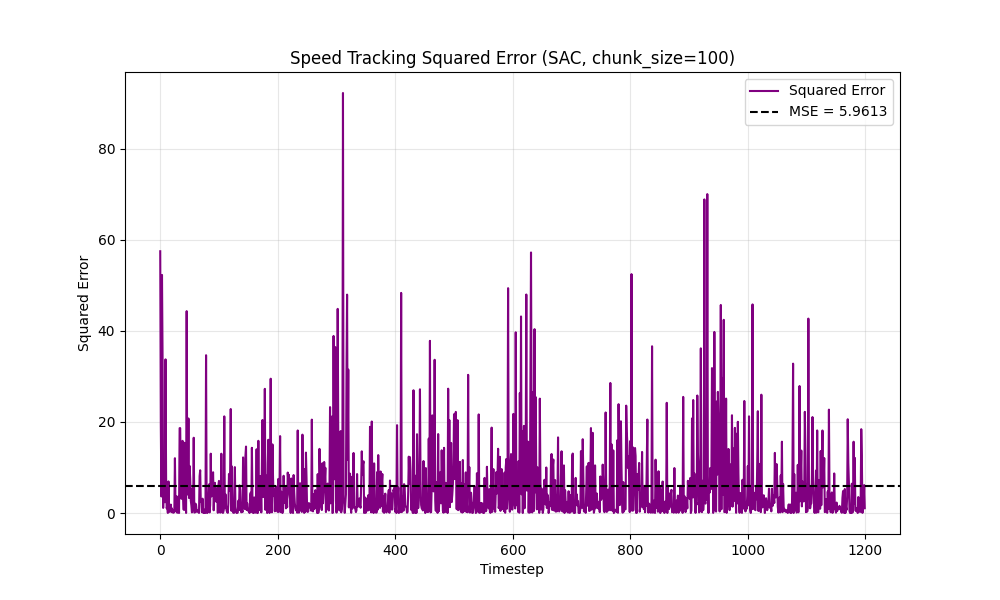 Speed Tracking Squared Error (SAC, chunk_size=100)
Squared Error
MSE = 5.9613
80
60
40
20
0
Squared Error
0 200 400 600 800 1000 1200
Timestep